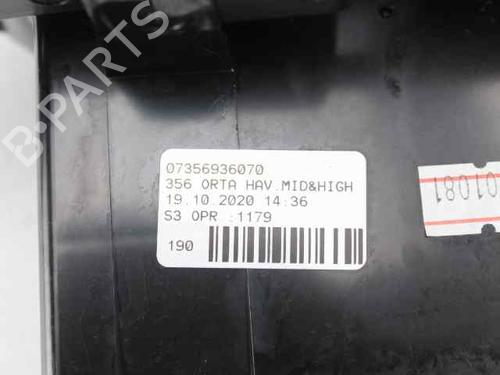 07356936070
356 ORTA HAV.MID&HIGH
19.10.2020 14:36
S3 OPR :1179
190
01081
B-PARTS